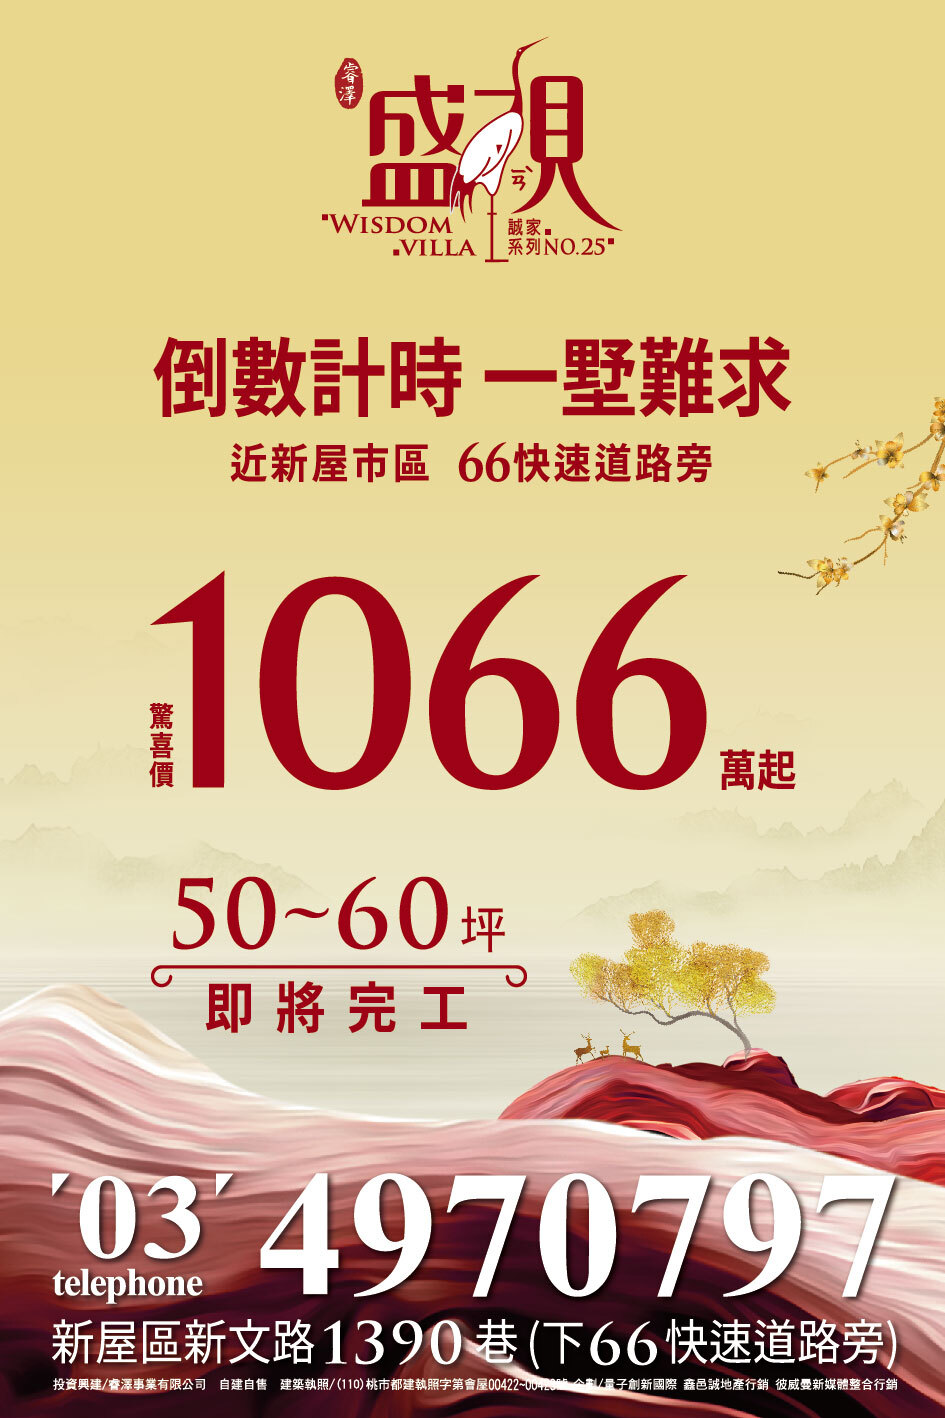 睿澤
盛硯
ㄧㄢˋ
WISDOM
VILLA
誠家
系列NO.25
倒數計時 一墅難求
近新屋市區 66快速道路旁
驚喜價
1066萬起
50~60坪
即將完工
'03' 4970797
telephone
新屋區新文路1390巷(下66快速道路旁)
投資興建/睿澤事業有限公司 自建自售 建築執照/(110)桃市都建執照字第會屋00422~ 企劃/量子創新國際 鑫邑誠地產行銷 彼威曼新媒體整合行銷